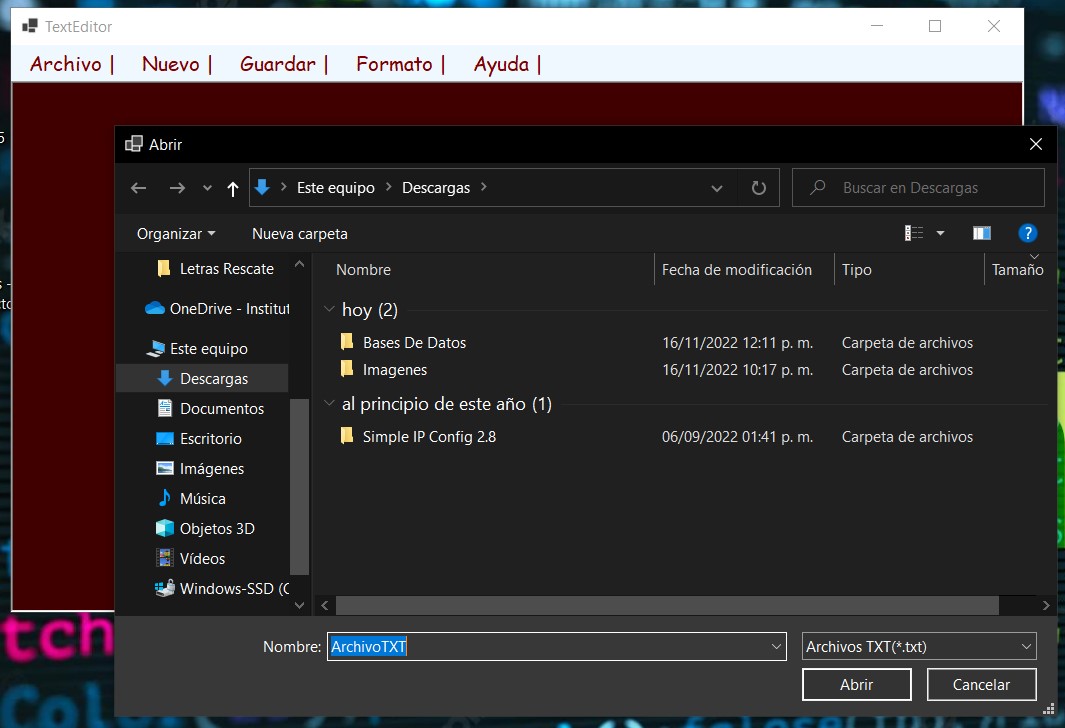 TextEditor
Archivo | Nuevo | Guardar | Formato | Ayuda |
Abrir
Este equipo Descargas Buscar en Descargas
Organizar Nueva carpeta
Nombre Fecha de modificación Tipo Tamaño
Letras Rescate
OneDrive - Institut
Este equipo
Descargas
Documentos
Escritorio
Imágenes
Música
Objetos 3D
Vídeos
Windows-SSD (C
hoy (2)
Bases De Datos 16/11/2022 12:11 p. m. Carpeta de archivos
Imagenes 16/11/2022 10:17 p. m. Carpeta de archivos
al principio de este año (1)
Simple IP Config 2.8 06/09/2022 01:41 p. m. Carpeta de archivos
Nombre: ArchivoTXT Archivos TXT(*.txt)
Abrir Cancelar
tch
Color